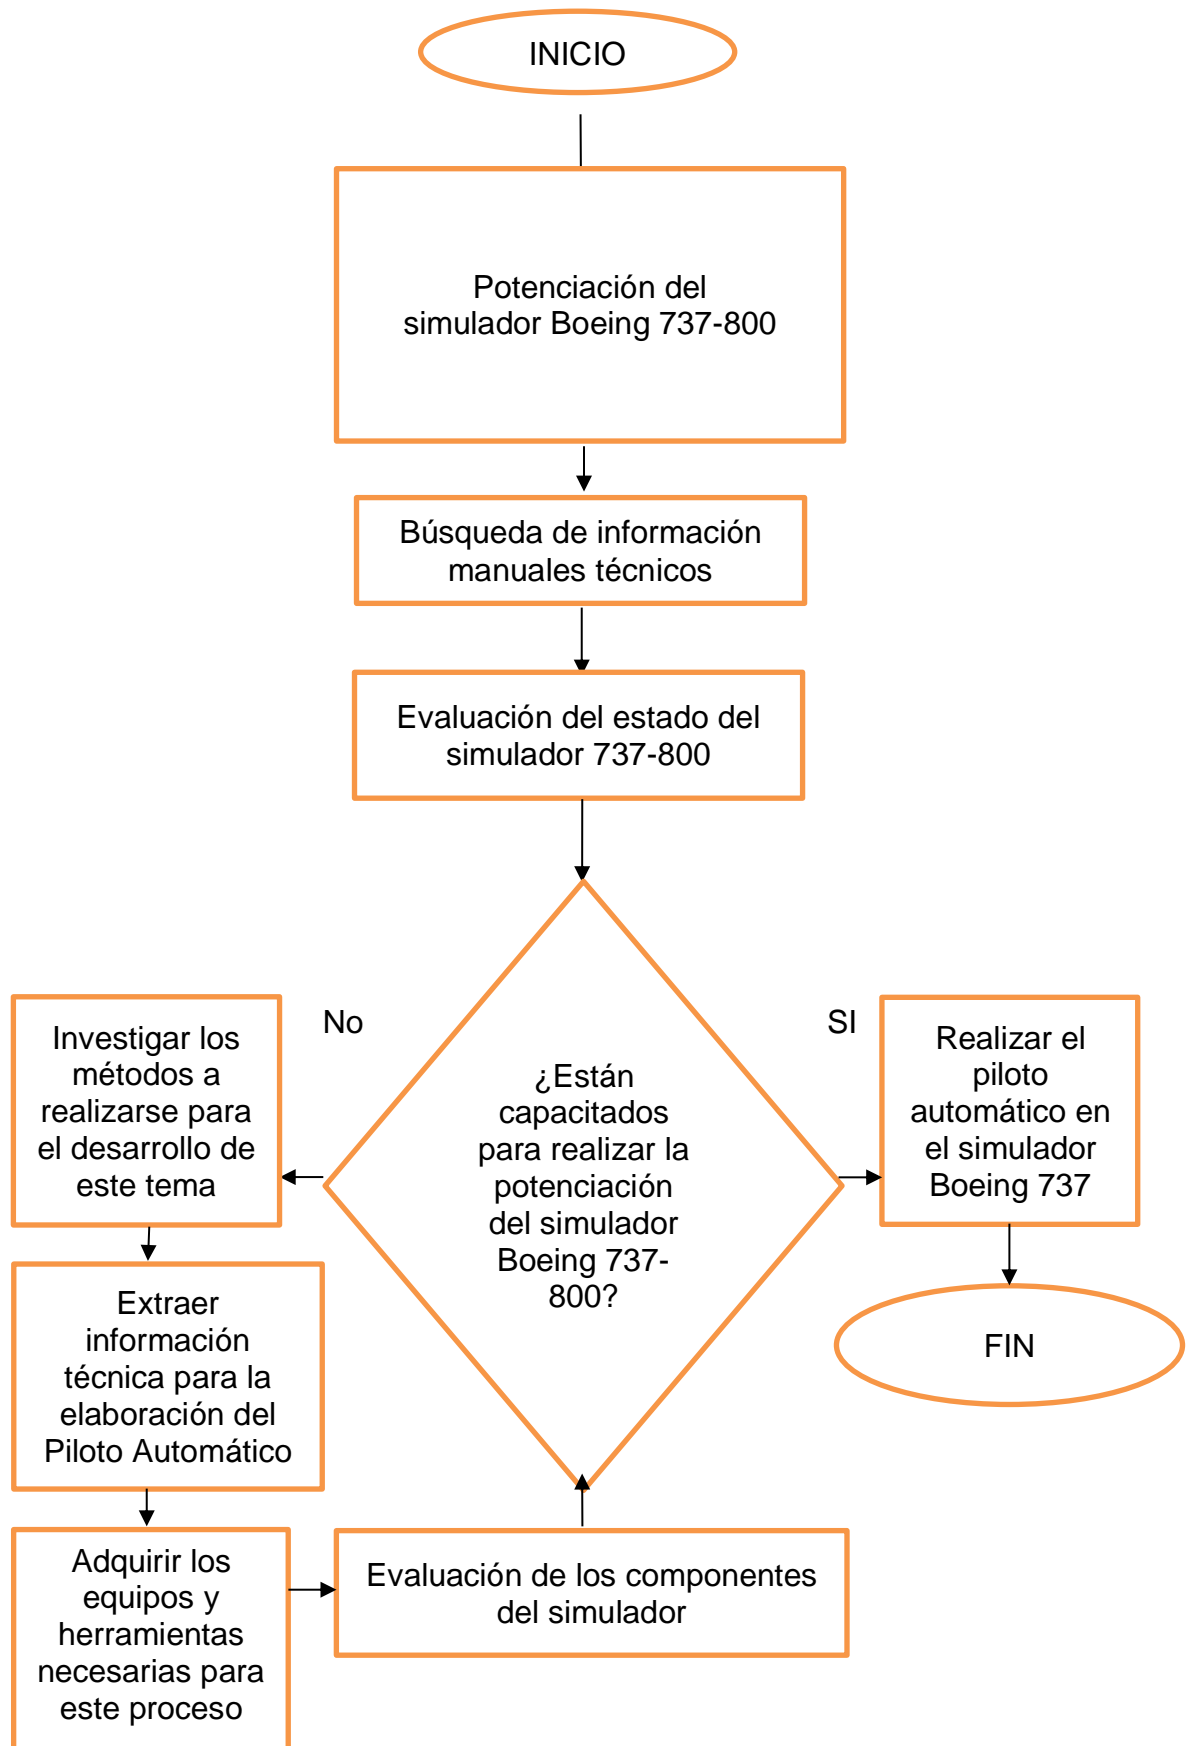 INICIO
Potenciación del
simulador Boeing 737-800
Búsqueda de información
manuales técnicos
Evaluación del estado del
simulador 737-800
¿Están
capacitados
para realizar la
potenciación
del simulador
Boeing 737-
800?
No
Investigar los
métodos a
realizarse para
el desarrollo de
este tema
Extraer
información
técnica para la
elaboración del
Piloto Automático
Adquirir los
equipos y
herramientas
necesarias para
este proceso
Evaluación de los componentes
del simulador
SI
Realizar el
piloto
automático en
el simulador
Boeing 737
FIN